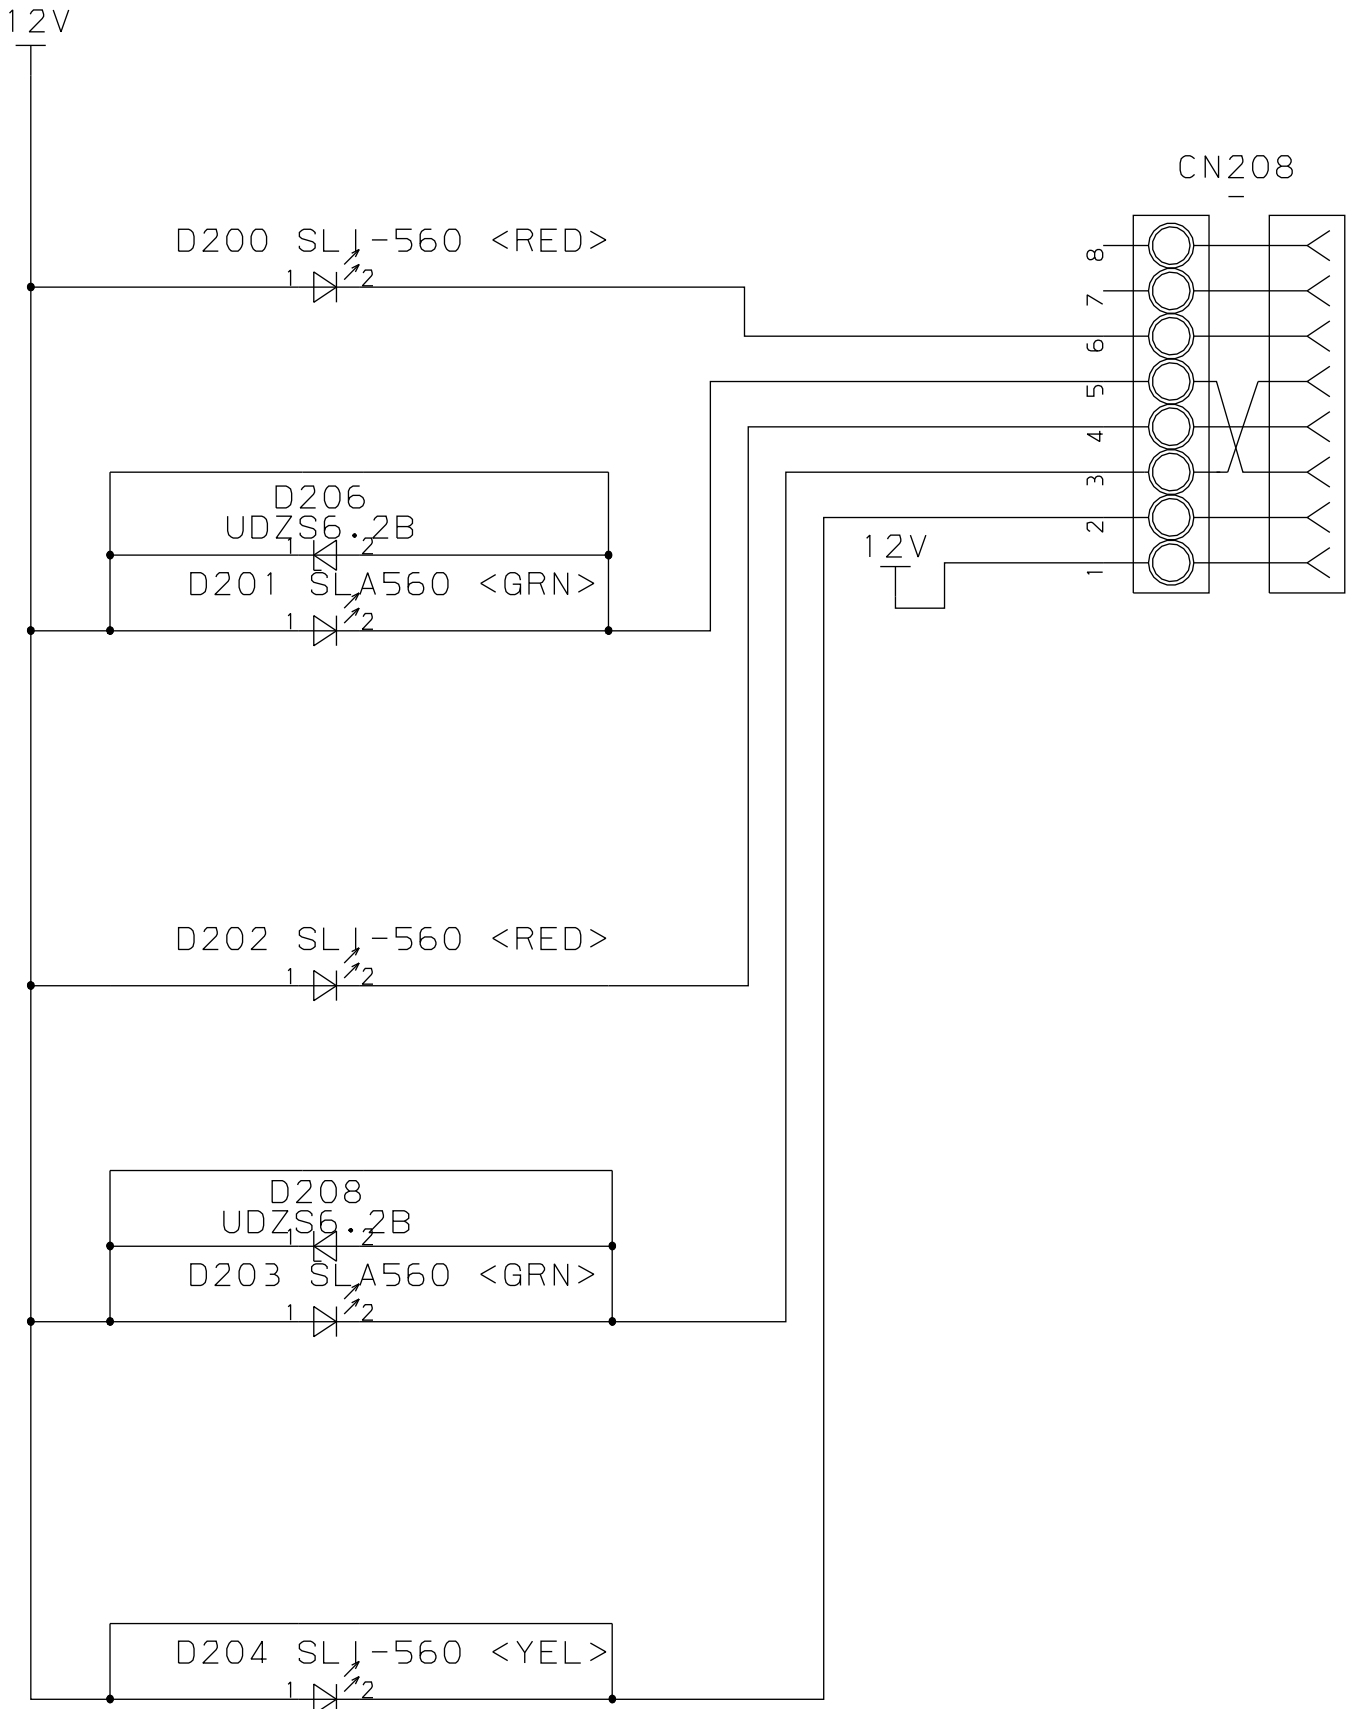 12V
CN208
D200 SLI-560 <RED>
1 2
8
7
6
5
4
3
2
1
D206
UDZS6.2B
1 2
12V
D201 SLA560 <GRN>
1 2
D202 SLI-560 <RED>
1 2
D208
UDZS6.2B
1 2
D203 SLA560 <GRN>
1 2
D204 SLI-560 <YEL>
1 2